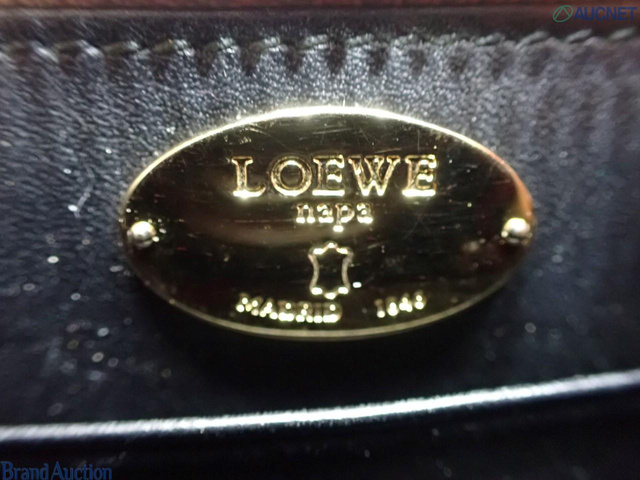 AUCNET
LOEWE
napa
MADRID 1846
Brand Auction